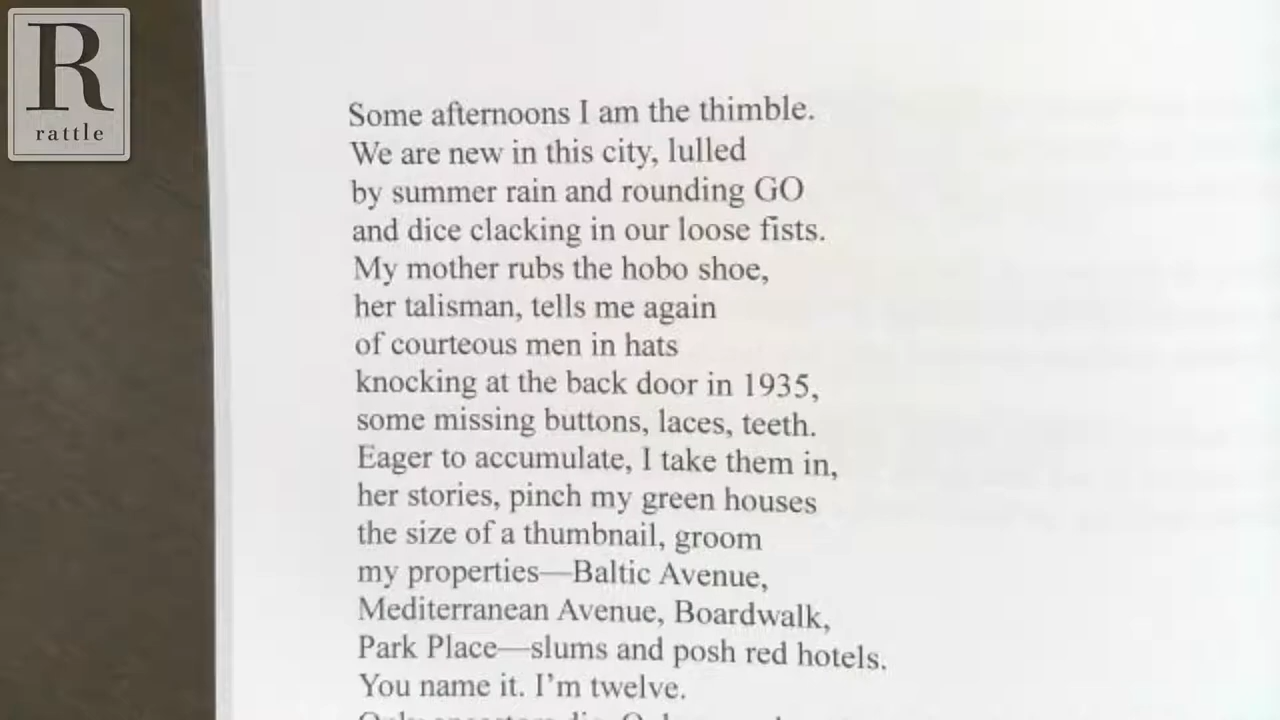 R
rattle
Some afternoons I am the thimble.
We are new in this city, lulled
by summer rain and rounding GO
and dice clacking in our loose fists.
My mother rubs the hobo shoe,
her talisman, tells me again
of courteous men in hats
knocking at the back door in 1935,
some missing buttons, laces, teeth.
Eager to accumulate, I take them in,
her stories, pinch my green houses
the size of a thumbnail, groom
my properties—Baltic Avenue,
Mediterranean Avenue, Boardwalk,
Park Place—slums and posh red hotels.
You name it. I'm twelve.